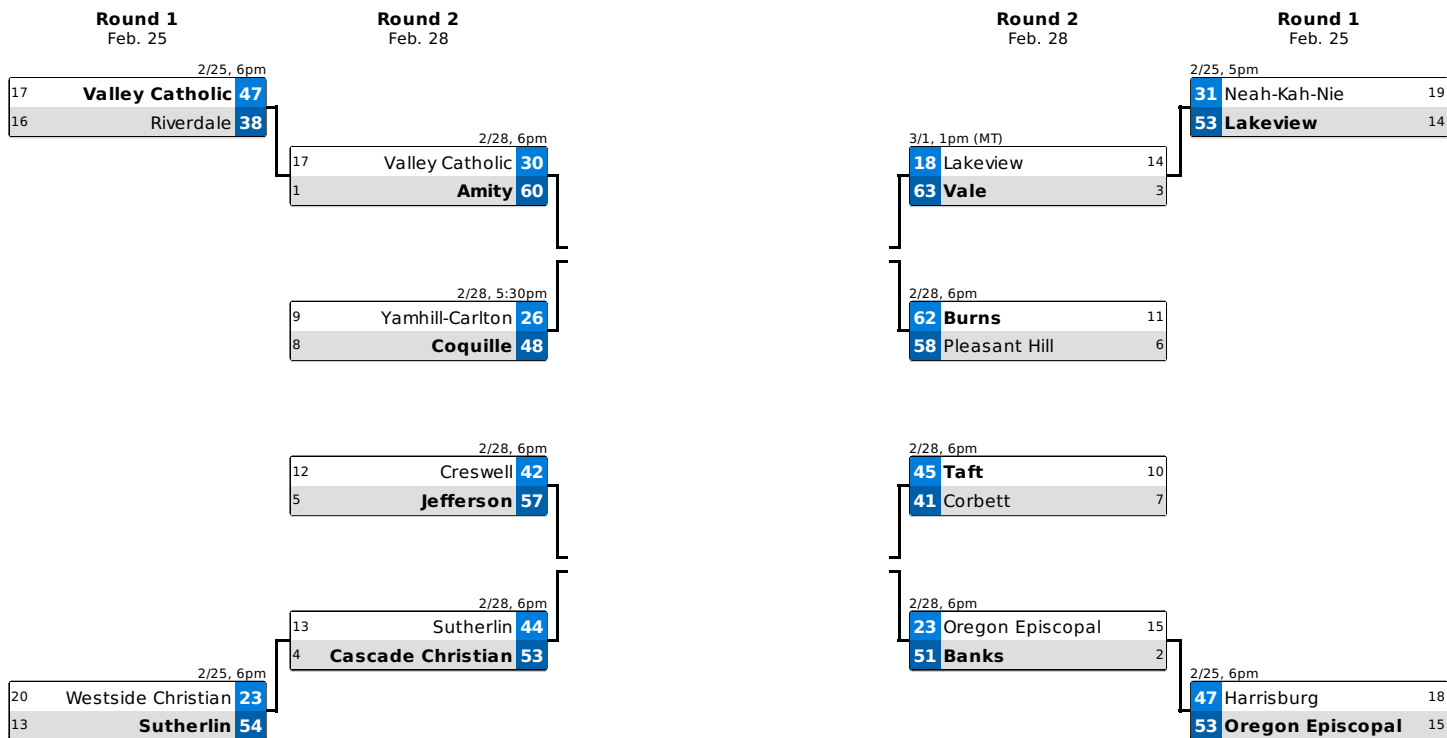 Round 1
Feb. 25
Round 2
Feb. 28
Round 2
Feb. 28
Round 1
Feb. 25
2/25, 6pm
17 Valley Catholic 47
16 Riverdale 38
2/28, 6pm
17 Valley Catholic 30
1 Amity 60
2/28, 5:30pm
9 Yamhill-Carlton 26
8 Coquille 48
2/28, 6pm
12 Creswell 42
5 Jefferson 57
2/28, 6pm
13 Sutherlin 44
4 Cascade Christian 53
2/25, 6pm
20 Westside Christian 23
13 Sutherlin 54
2/25, 5pm
31 Neah-Kah-Nie 19
53 Lakeview 14
3/1, 1pm (MT)
18 Lakeview 14
63 Vale 3
2/28, 6pm
62 Burns 11
58 Pleasant Hill 6
2/28, 6pm
45 Taft 10
41 Corbett 7
2/28, 6pm
23 Oregon Episcopal 15
51 Banks 2
2/25, 6pm
47 Harrisburg 18
53 Oregon Episcopal 15